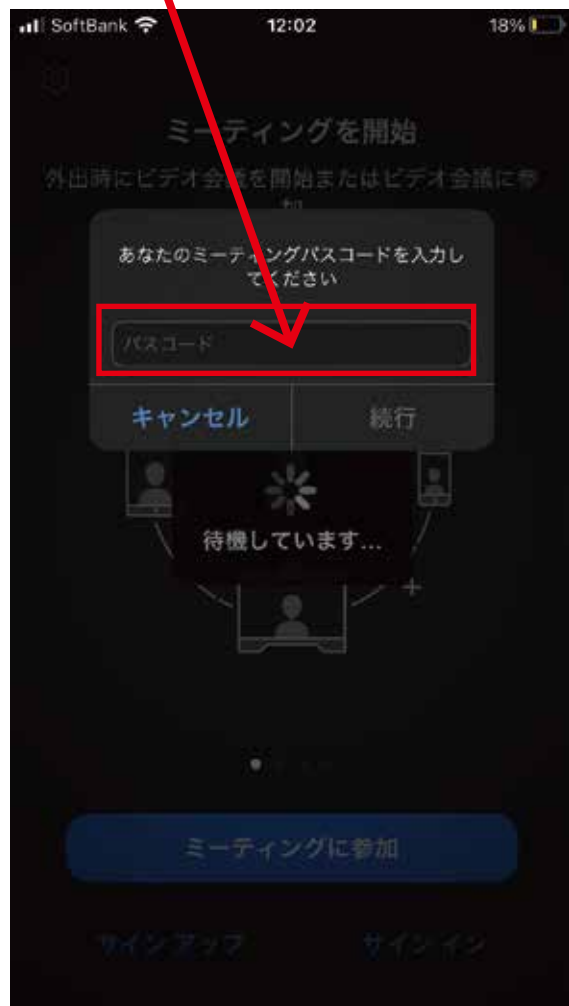 SoftBank 12:02 18%
ミーティングを開始
外出時にビデオ会議を開始またはビデオ会議に参
加
あなたのミーティングパスコードを入力し
てください
パスコード
キャンセル 続行
待機しています...
ミーティングに参加
サインアップ サインイン